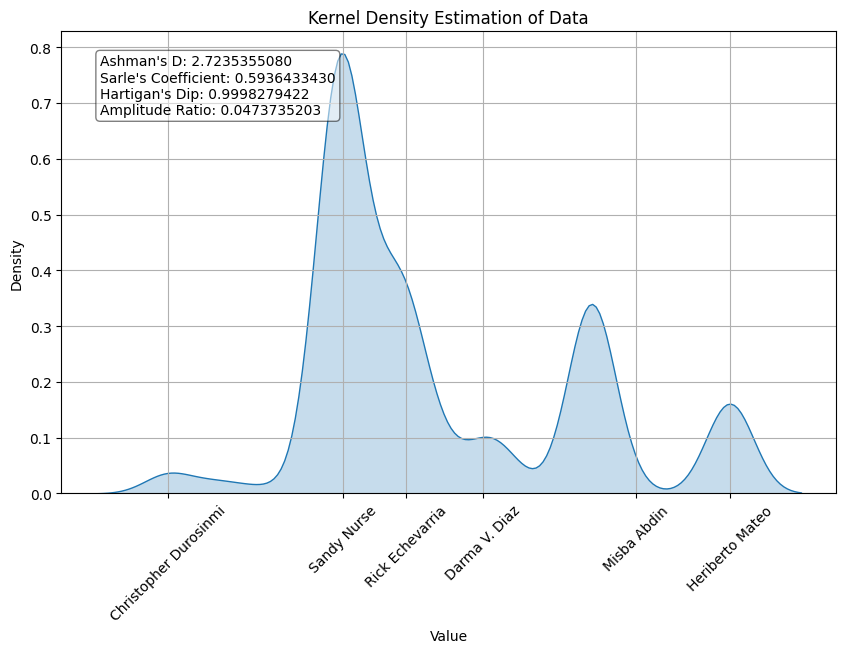 Kernel Density Estimation of Data
Ashman's D: 2.7235355080
Sarle's Coefficient: 0.5936433430
Hartigan's Dip: 0.9998279422
Amplitude Ratio: 0.0473735203
Density
0.8
0.7
0.6
0.5
0.4
0.3
0.2
0.1
0.0
Christopher Durosinmi
Sandy Nurse
Rick Echevarria
Darma V. Diaz
Misba Abdin
Heriberto Mateo
Value